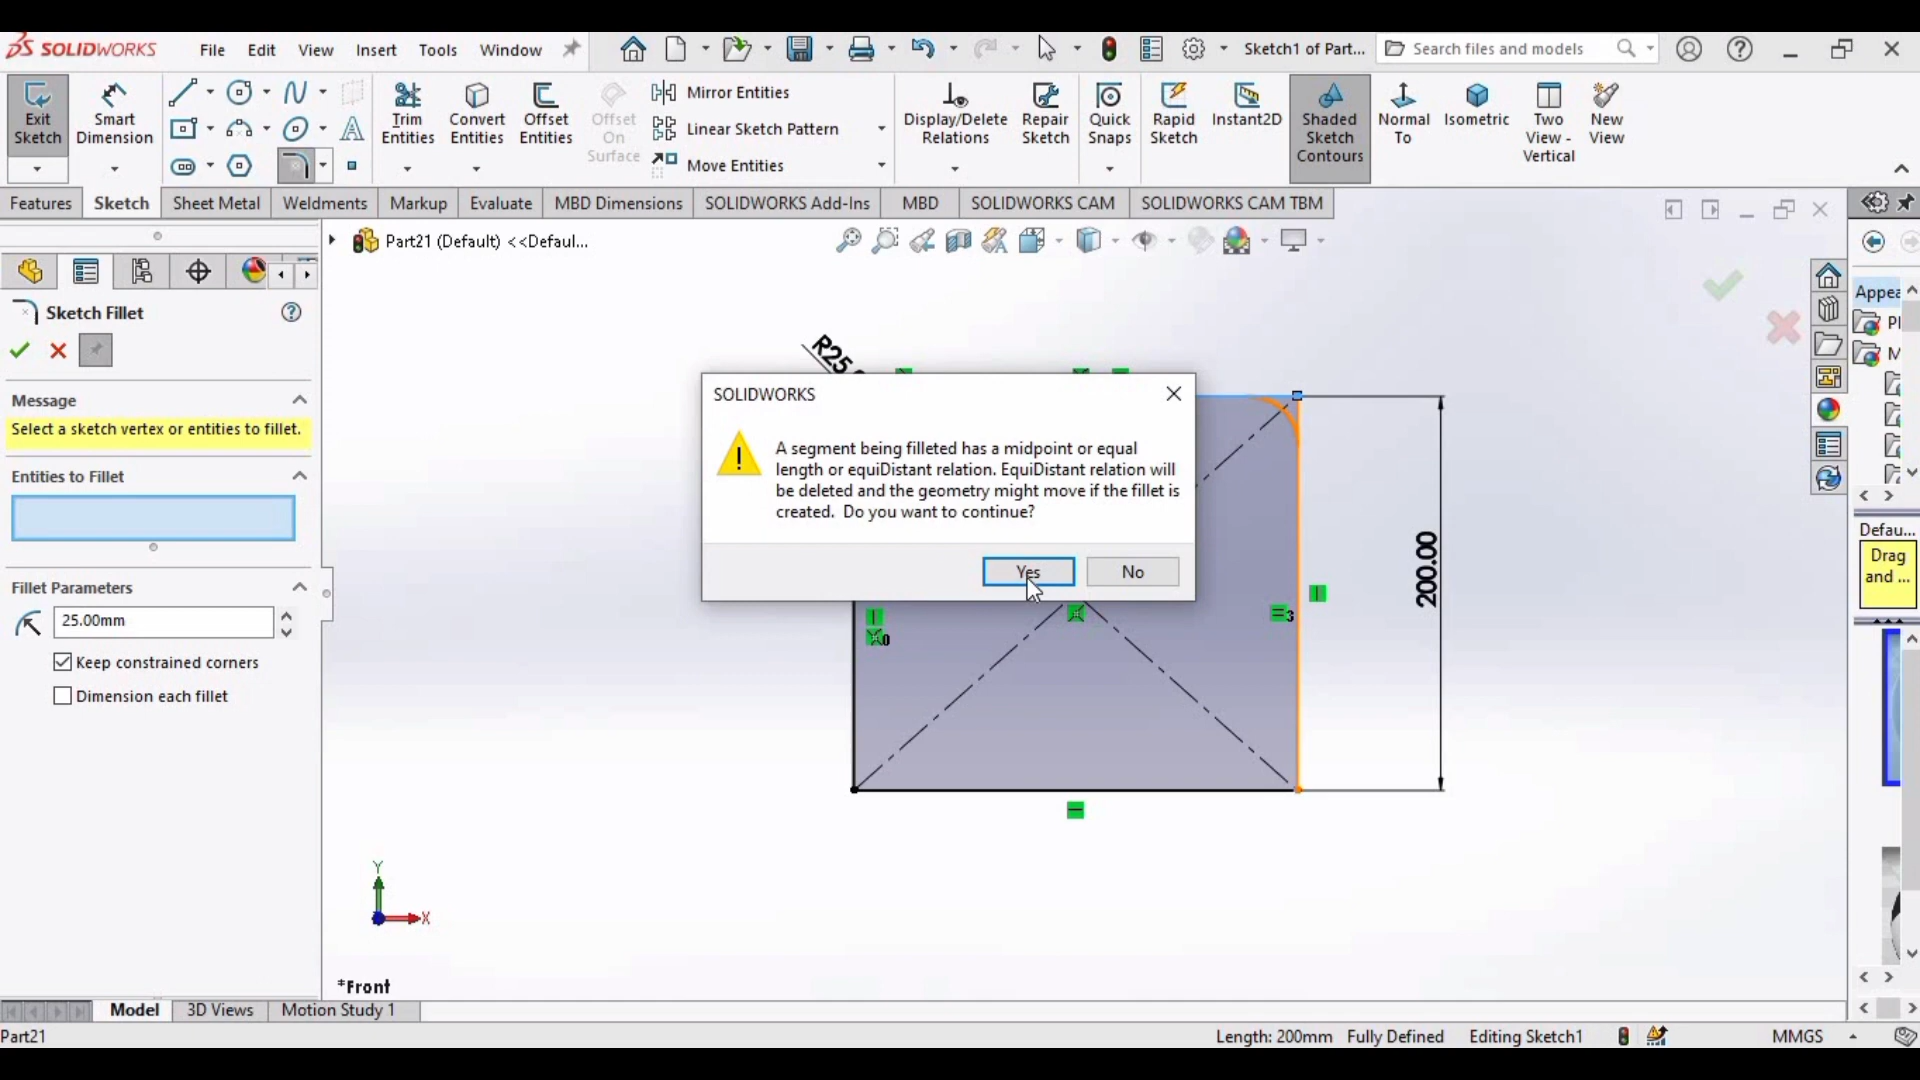 SOLIDWORKS
File Edit View Insert Tools Window
Sketch1 of Part...
Search files and models
Exit Sketch
Smart Dimension
Trim Entities
Convert Entities
Offset Entities
Offset On Surface
Mirror Entities
Linear Sketch Pattern
Move Entities
Display/Delete Relations
Repair Sketch
Quick Snaps
Rapid Sketch
Instant2D
Shaded Sketch Contours
Normal To
Isometric
Two View - Vertical
New View
Features Sketch Sheet Metal Weldments Markup Evaluate MBD Dimensions SOLIDWORKS Add-Ins MBD SOLIDWORKS CAM SOLIDWORKS CAM TBM
Part21 (Default) <<Defaul...
Sketch Fillet
Message
Select a sketch vertex or entities to fillet.
Entities to Fillet
Fillet Parameters
25.00mm
Keep constrained corners
Dimension each fillet
SOLIDWORKS
A segment being filleted has a midpoint or equal
length or equiDistant relation. EquiDistant relation will
be deleted and the geometry might move if the fillet is
created. Do you want to continue?
Yes No
200.00
3
0
Y
X
*Front
Defau...
Drag
and ...
Model 3D Views Motion Study 1
Part21
Length: 200mm Fully Defined Editing Sketch1
MMGS